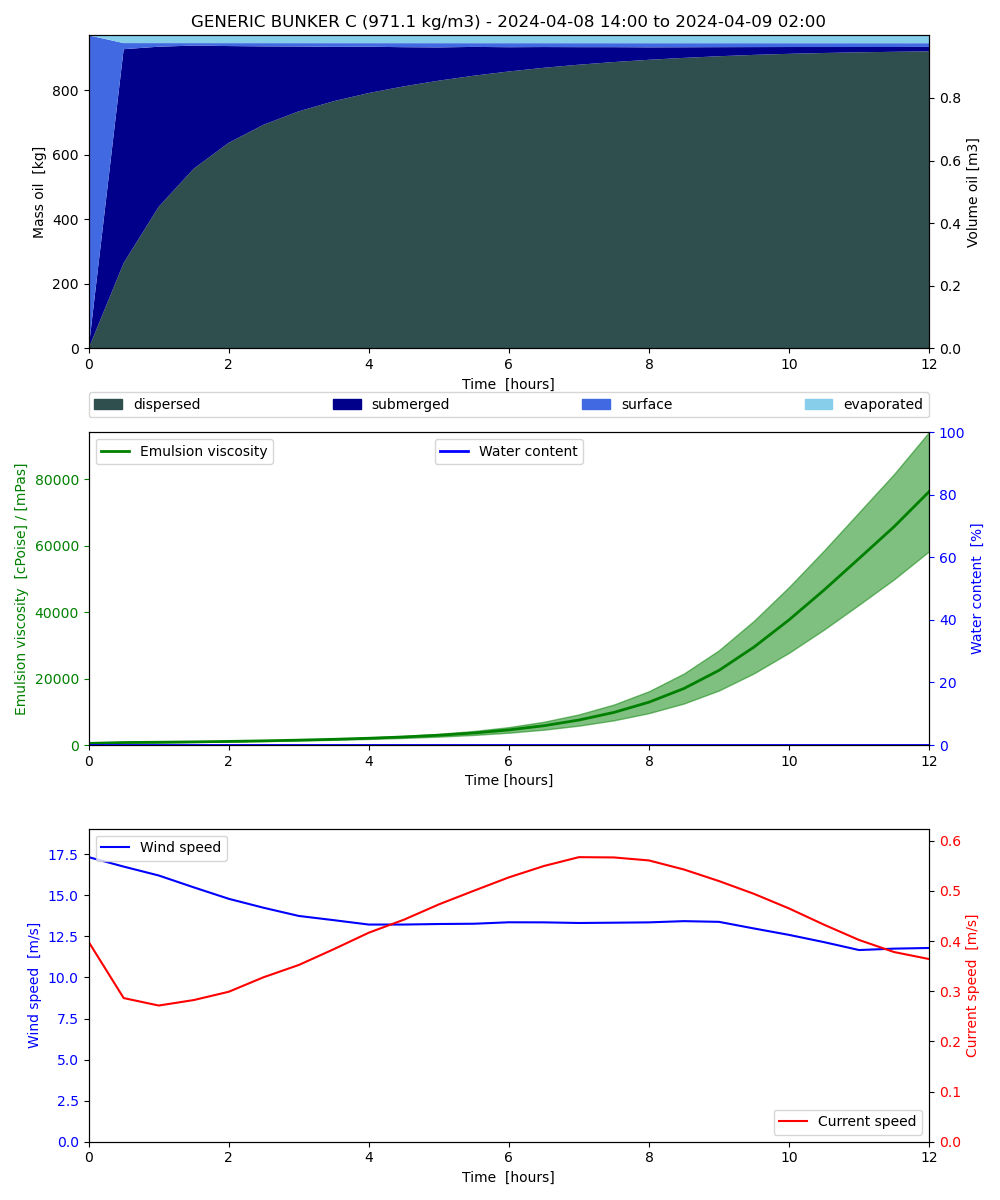 GENERIC BUNKER C (971.1 kg/m3) - 2024-04-08 14:00 to 2024-04-09 02:00
Mass oil [kg]
800
600
400
200
0
Volume oil [m3]
0.8
0.6
0.4
0.2
0.0
0 2 4 6 8 10 12
Time [hours]
dispersed submerged surface evaporated
Emulsion viscosity [cPoise] / [mPas]
80000
60000
40000
20000
0
Emulsion viscosity
Water content
Water content [%]
100
80
60
40
20
0
0 2 4 6 8 10 12
Time [hours]
Wind speed [m/s]
17.5
15.0
12.5
10.0
7.5
5.0
2.5
0.0
Wind speed
Current speed [m/s]
0.6
0.5
0.4
0.3
0.2
0.1
0.0
Current speed
0 2 4 6 8 10 12
Time [hours]